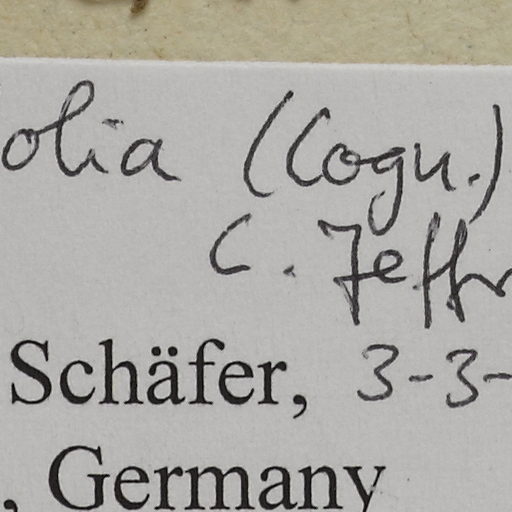 olia (Cogn.)
C. Jeffr
Schäfer, 3-3-
, Germany